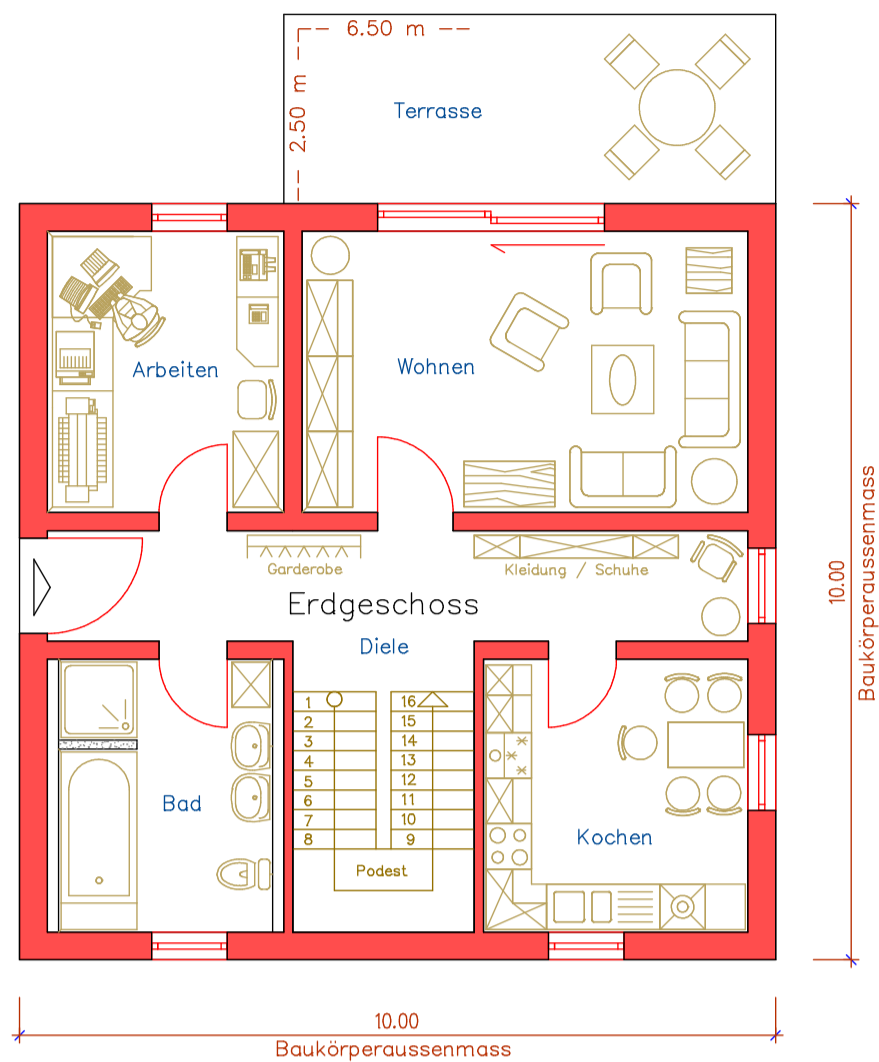 6.50 m
2.50 m
Terrasse
Arbeiten
Wohnen
Garderobe
Kleidung / Schuhe
Erdgeschoss
Diele
10.00
Baukörperaussenmass
1 16
2 15
3 14
4 13
5 12
6 11
7 10
8 9
Bad
Kochen
Podest
10.00
Baukörperaussenmass